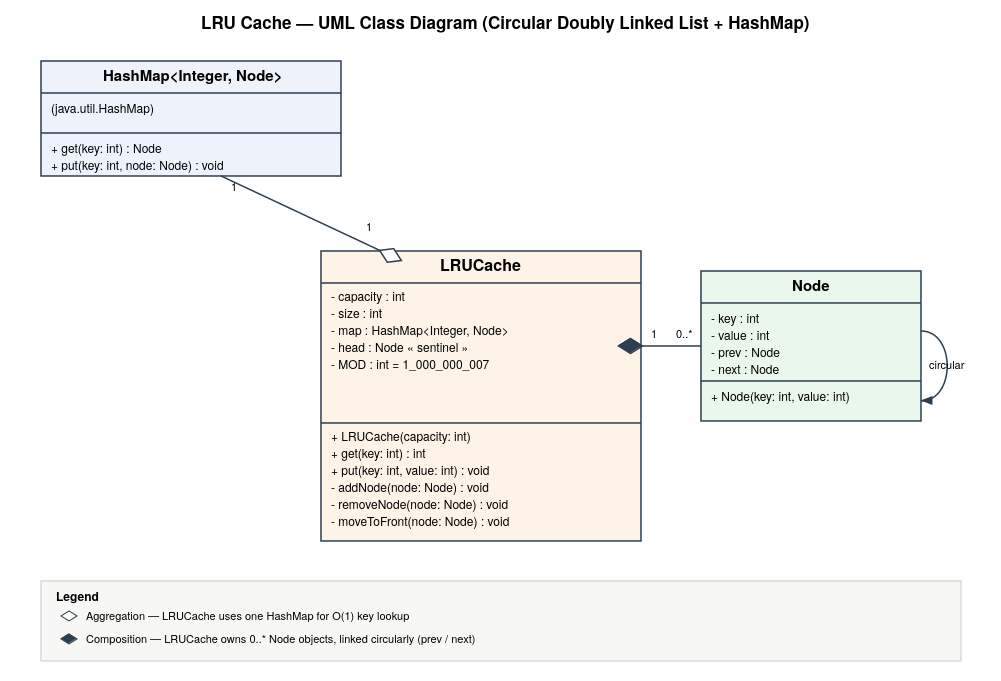 LRU Cache — UML Class Diagram (Circular Doubly Linked List + HashMap)
HashMap<Integer, Node>
(java.util.HashMap)
+ get(key: int) : Node
+ put(key: int, node: Node) : void
1
1
LRUCache
- capacity : int
- size : int
- map : HashMap<Integer, Node>
- head : Node « sentinel »
- MOD : int = 1_000_000_007
+ LRUCache(capacity: int)
+ get(key: int) : int
+ put(key: int, value: int) : void
- addNode(node: Node) : void
- removeNode(node: Node) : void
- moveToFront(node: Node) : void
1
0..*
Node
- key : int
- value : int
- prev : Node
- next : Node
+ Node(key: int, value: int)
circular
Legend
Aggregation — LRUCache uses one HashMap for O(1) key lookup
Composition — LRUCache owns 0..* Node objects, linked circularly (prev / next)